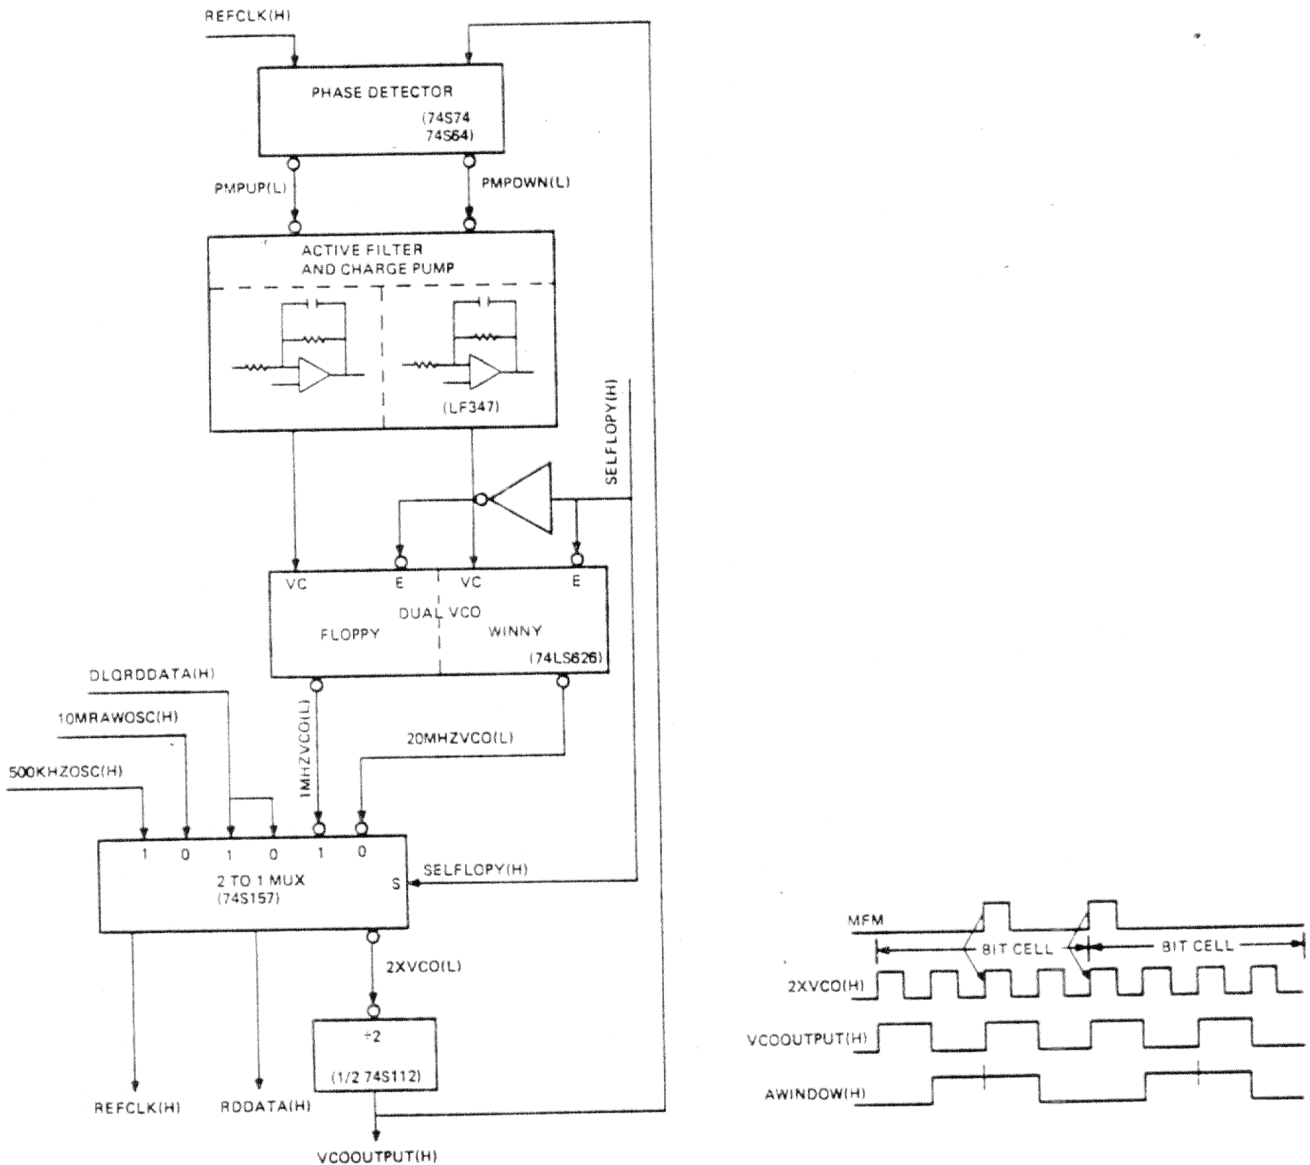 REFCLK(H)
PHASE DETECTOR
(74S74
74S64)
PMPUP(L)
PMPDWN(L)
ACTIVE FILTER
AND CHARGE PUMP
(LF347)
SELFLOPY(H)
VC
E
VC
E
DUAL VCO
FLOPPY
WINNY
(74LS626)
DLQRDDATA(H)
10MRAWOSC(H)
500KHZOSC(H)
1MHZVCO(L)
20MHZVCO(L)
1 0 1 0 1 0
2 TO 1 MUX
(74S157)
S
SELFLOPY(H)
2XVCO(L)
÷2
(1/2 74S112)
REFCLK(H)
RDDATA(H)
VCOOUTPUT(H)
MFM
BIT CELL
BIT CELL
2XVCO(H)
VCOOUTPUT(H)
AWINDOW(H)